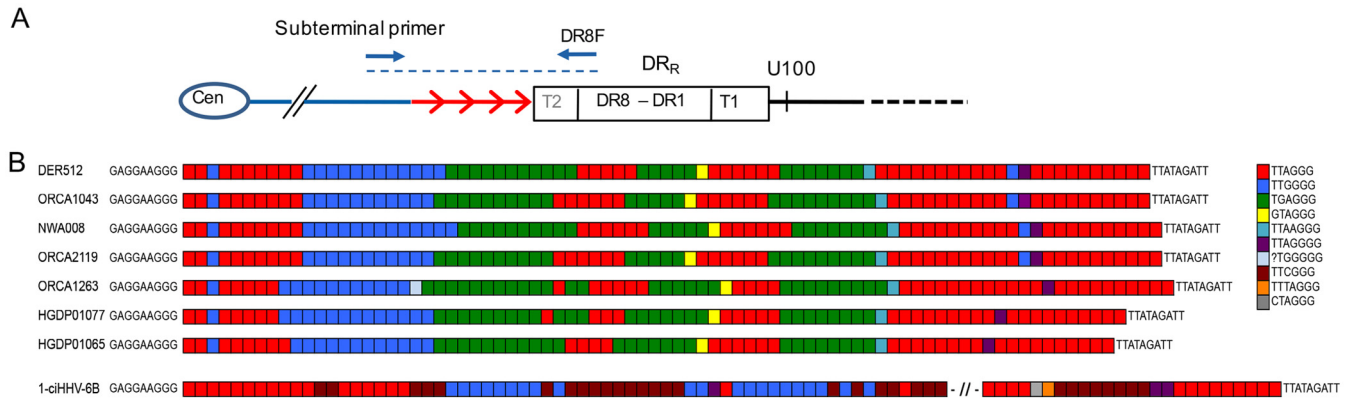 A
Subterminal primer
DR8F
DRR
U100
Cen
T2
DR8 – DR1
T1
B
DER512 GAGGAAGGG TTATAGATT
ORCA1043 GAGGAAGGG TTATAGATT
NWA008 GAGGAAGGG TTATAGATT
ORCA2119 GAGGAAGGG TTATAGATT
ORCA1263 GAGGAAGGG TTATAGATT
HGDP01077 GAGGAAGGG TTATAGATT
HGDP01065 GAGGAAGGG TTATAGATT
1-ciHHV-6B GAGGAAGGG - // - TTATAGATT
TTAGGG
TTGGGG
TGAGGG
GTAGGG
TTAAGGG
TTAGGGG
?TGGGGG
TTCGGG
TTTAGGG
CTAGGG